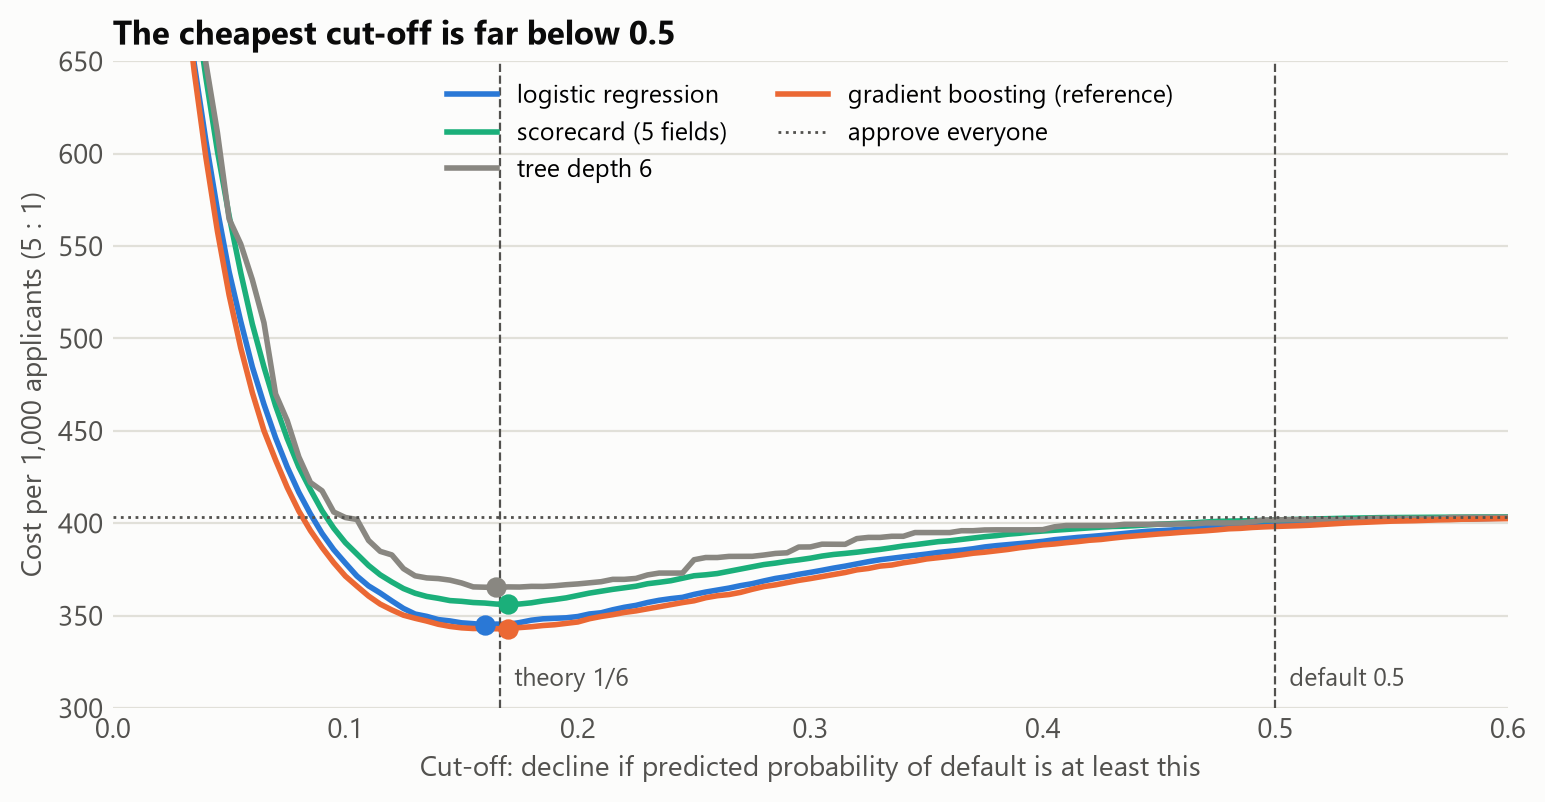 The cheapest cut-off is far below 0.5
Cost per 1,000 applicants (5 : 1)
650
600
550
500
450
400
350
300
logistic regression
scorecard (5 fields)
tree depth 6
gradient boosting (reference)
approve everyone
theory 1/6
default 0.5
0.0 0.1 0.2 0.3 0.4 0.5 0.6
Cut-off: decline if predicted probability of default is at least this